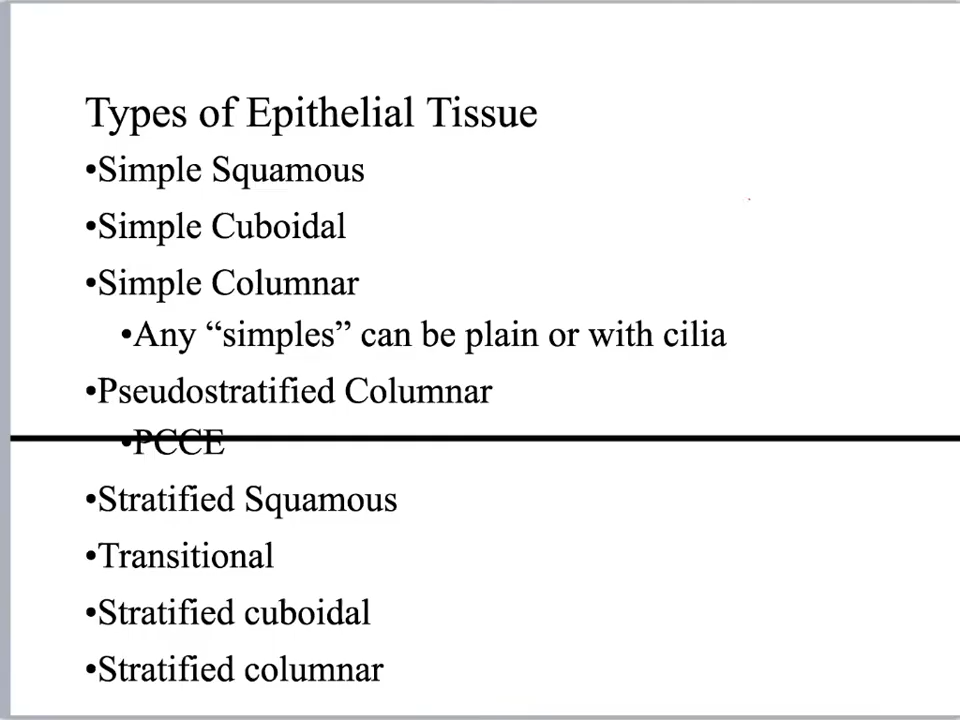 Types of Epithelial Tissue
•Simple Squamous
•Simple Cuboidal
•Simple Columnar
•Any “simples” can be plain or with cilia
•Pseudostratified Columnar
•PCCE
•Stratified Squamous
•Transitional
•Stratified cuboidal
•Stratified columnar